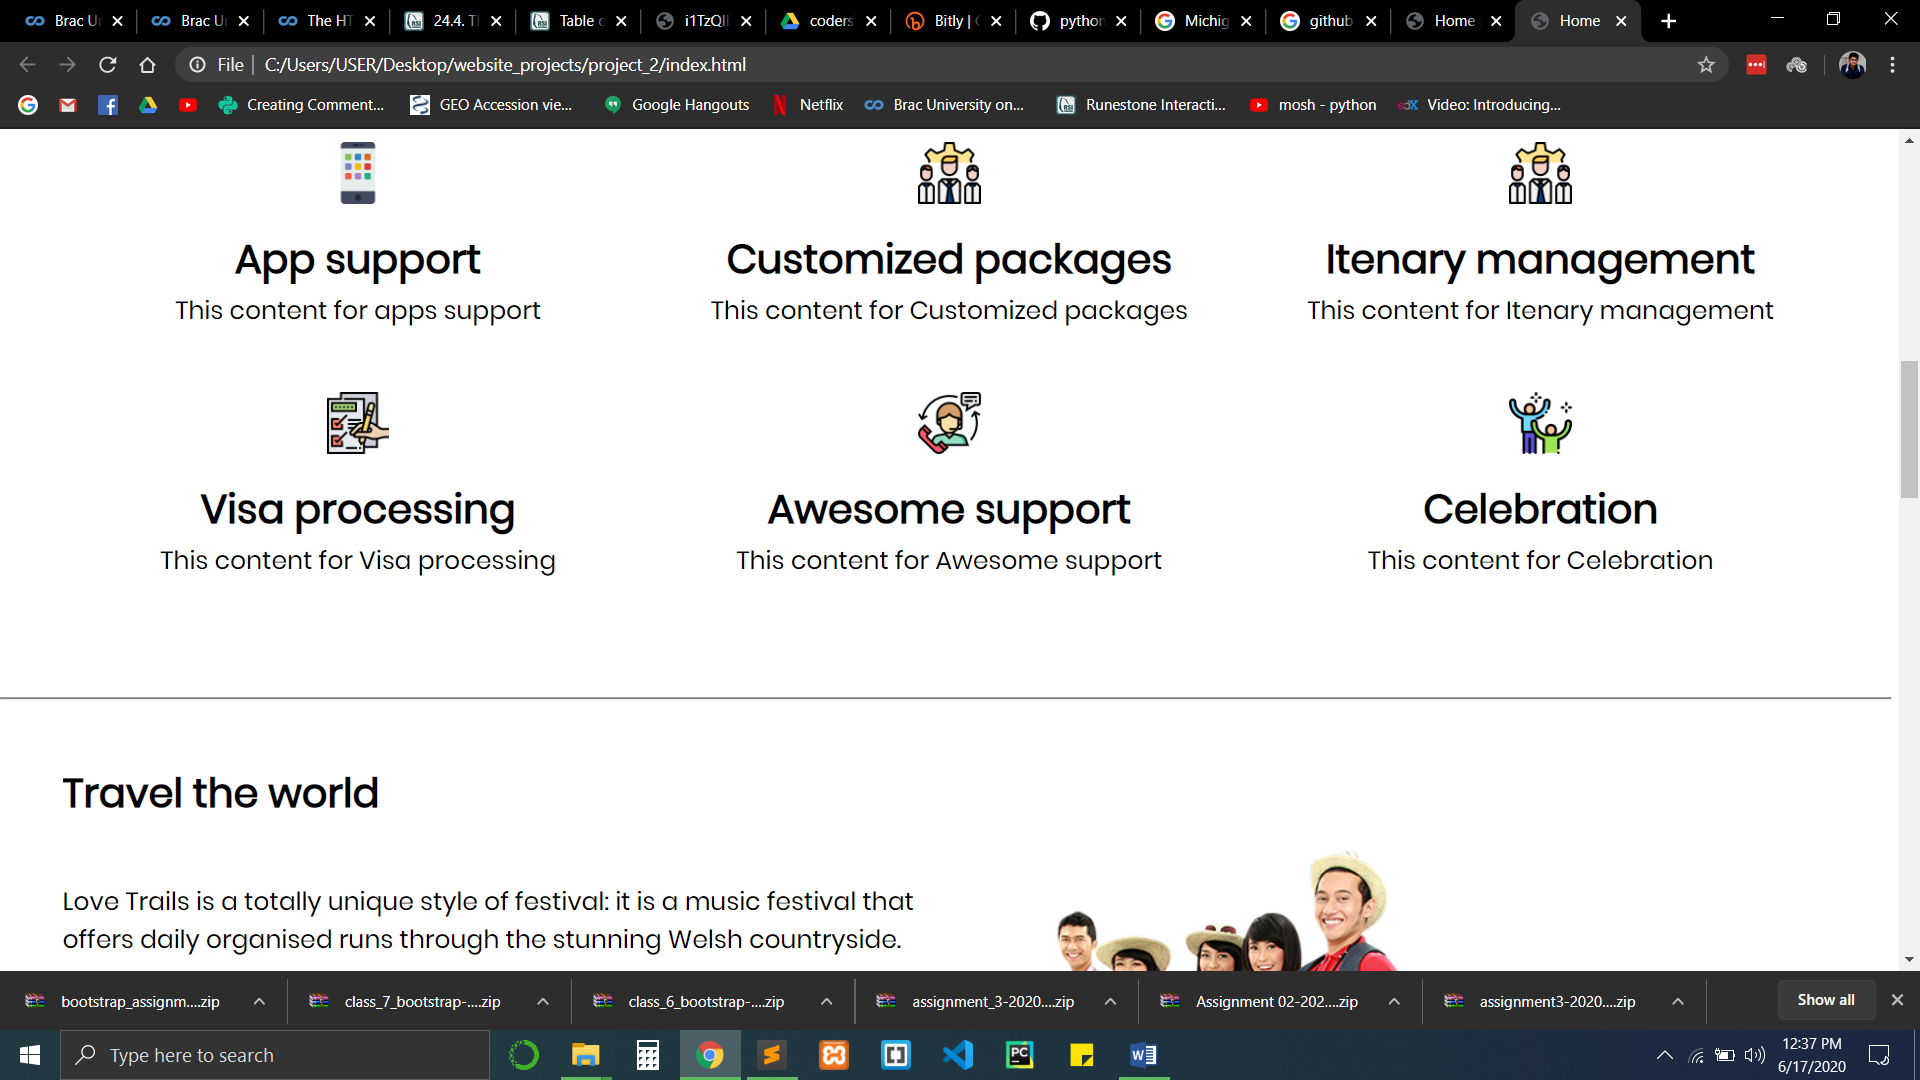 Brac Ur
Brac Ur
The HT
24.4. Tl
Table c
i1TzQIl
coders
Bitly | (
python
Michig
github
Home
Home
File
C:/Users/USER/Desktop/website_projects/project_2/index.html
Creating Comment...
GEO Accession vie...
Google Hangouts
Netflix
Brac University on...
Runestone Interacti...
mosh - python
Video: Introducing...
App support
Customized packages
Itenary management
This content for apps support
This content for Customized packages
This content for Itenary management
Visa processing
Awesome support
Celebration
This content for Visa processing
This content for Awesome support
This content for Celebration
Travel the world
Love Trails is a totally unique style of festival: it is a music festival that
offers daily organised runs through the stunning Welsh countryside.
bootstrap_assignm....zip
class_7_bootstrap-....zip
class_6_bootstrap-....zip
assignment_3-2020....zip
Assignment 02-202....zip
assignment3-2020....zip
Show all
Type here to search
12:37 PM
6/17/2020